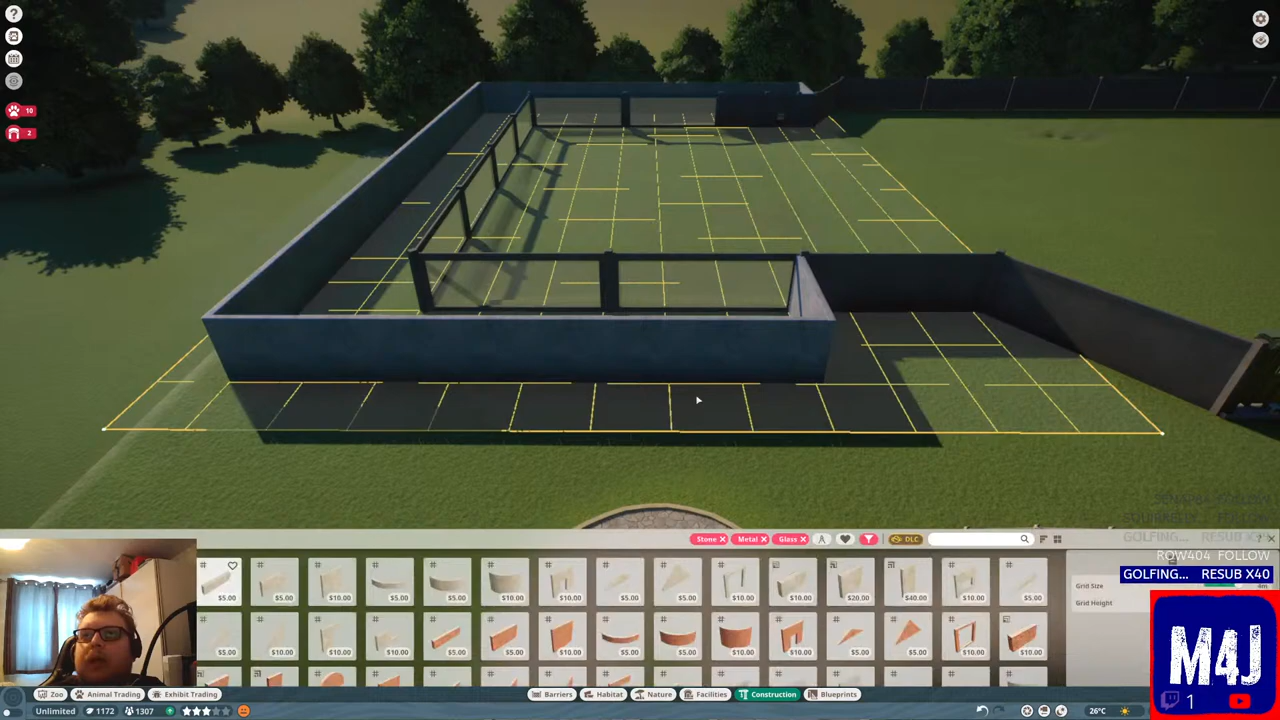 ?
10
2
Stone ✕ Metal ✕ Glass ✕ DLC
GOLFING... RESUB X40
ROW404 FOLLOW
GOLFING... RESUB X40
$5.00 $5.00 $10.00 $5.00 $5.00 $10.00 $10.00 $5.00 $5.00 $10.00 $10.00 $20.00 $40.00 $10.00 $5.00
Grid Size 4m
Grid Height
$5.00 $5.00 $10.00 $10.00 $5.00 $5.00 $10.00 $5.00 $5.00 $10.00 $10.00 $5.00 $5.00 $10.00 $10.00
M4J
1
Zoo Animal Trading Exhibit Trading Barriers Habitat Nature Facilities Construction Blueprints
Unlimited 1172 1307 26°C